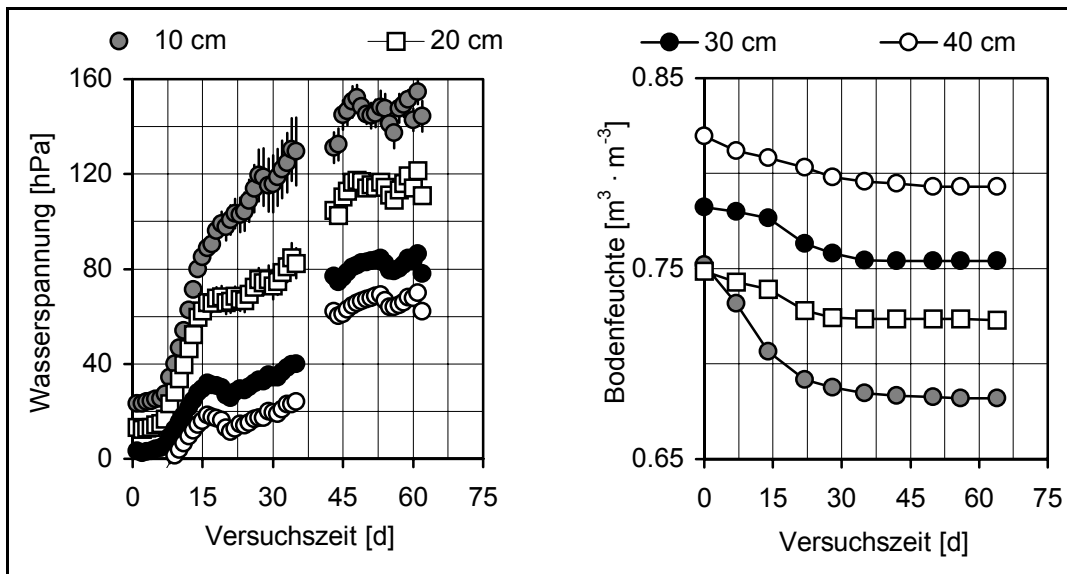 10 cm
20 cm
30 cm
40 cm
Wasserspannung [hPa]
160
120
80
40
0
0 15 30 45 60 75
Versuchszeit [d]
Bodenfeuchte [m³ · m⁻³]
0.85
0.75
0.65
0 15 30 45 60 75
Versuchszeit [d]